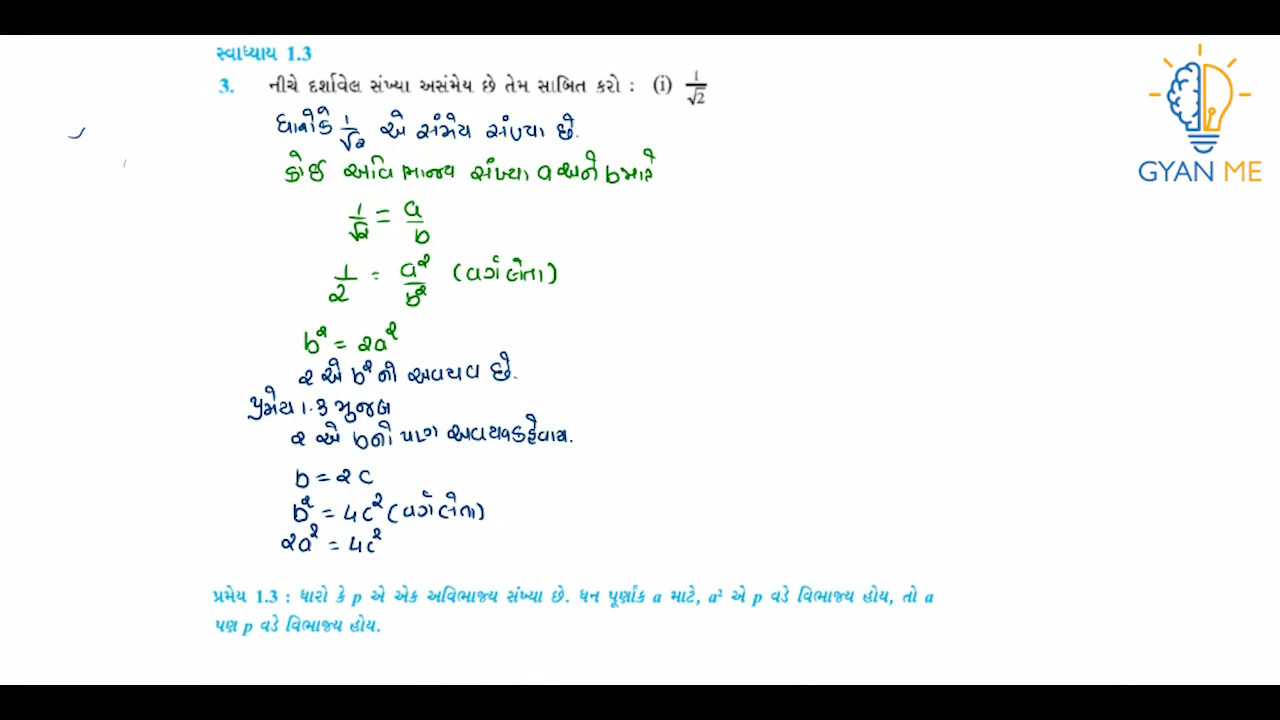 સ્વાધ્યાય 1.3
3. નીચે દર્શાવેલ સંખ્યા અસંમેય છે તેમ સાબિત કરો : (i) 1/√2
ધારોકે 1/√2 એ સંમેય સંખ્યા છે.
કોઈ અવિભાજ્ય સંખ્યા a અને b માટે
1/√2 = a/b
1/2 = a²/b² (વર્ગ લેતા)
b² = 2a²
2 એ b² નો અવયવ છે.
પ્રમેય 1.3 મુજબ
2 એ b નો પણ અવયવ કહેવાય.
b = 2c
b² = 4c² (વર્ગ લેતા)
2a² = 4c²
પ્રમેય 1.3 : ધારો કે p એ એક અવિભાજ્ય સંખ્યા છે. ધન પૂર્ણાંક a માટે, a² એ p વડે વિભાજ્ય હોય, તો a
પણ p વડે વિભાજ્ય હોય.
GYAN ME